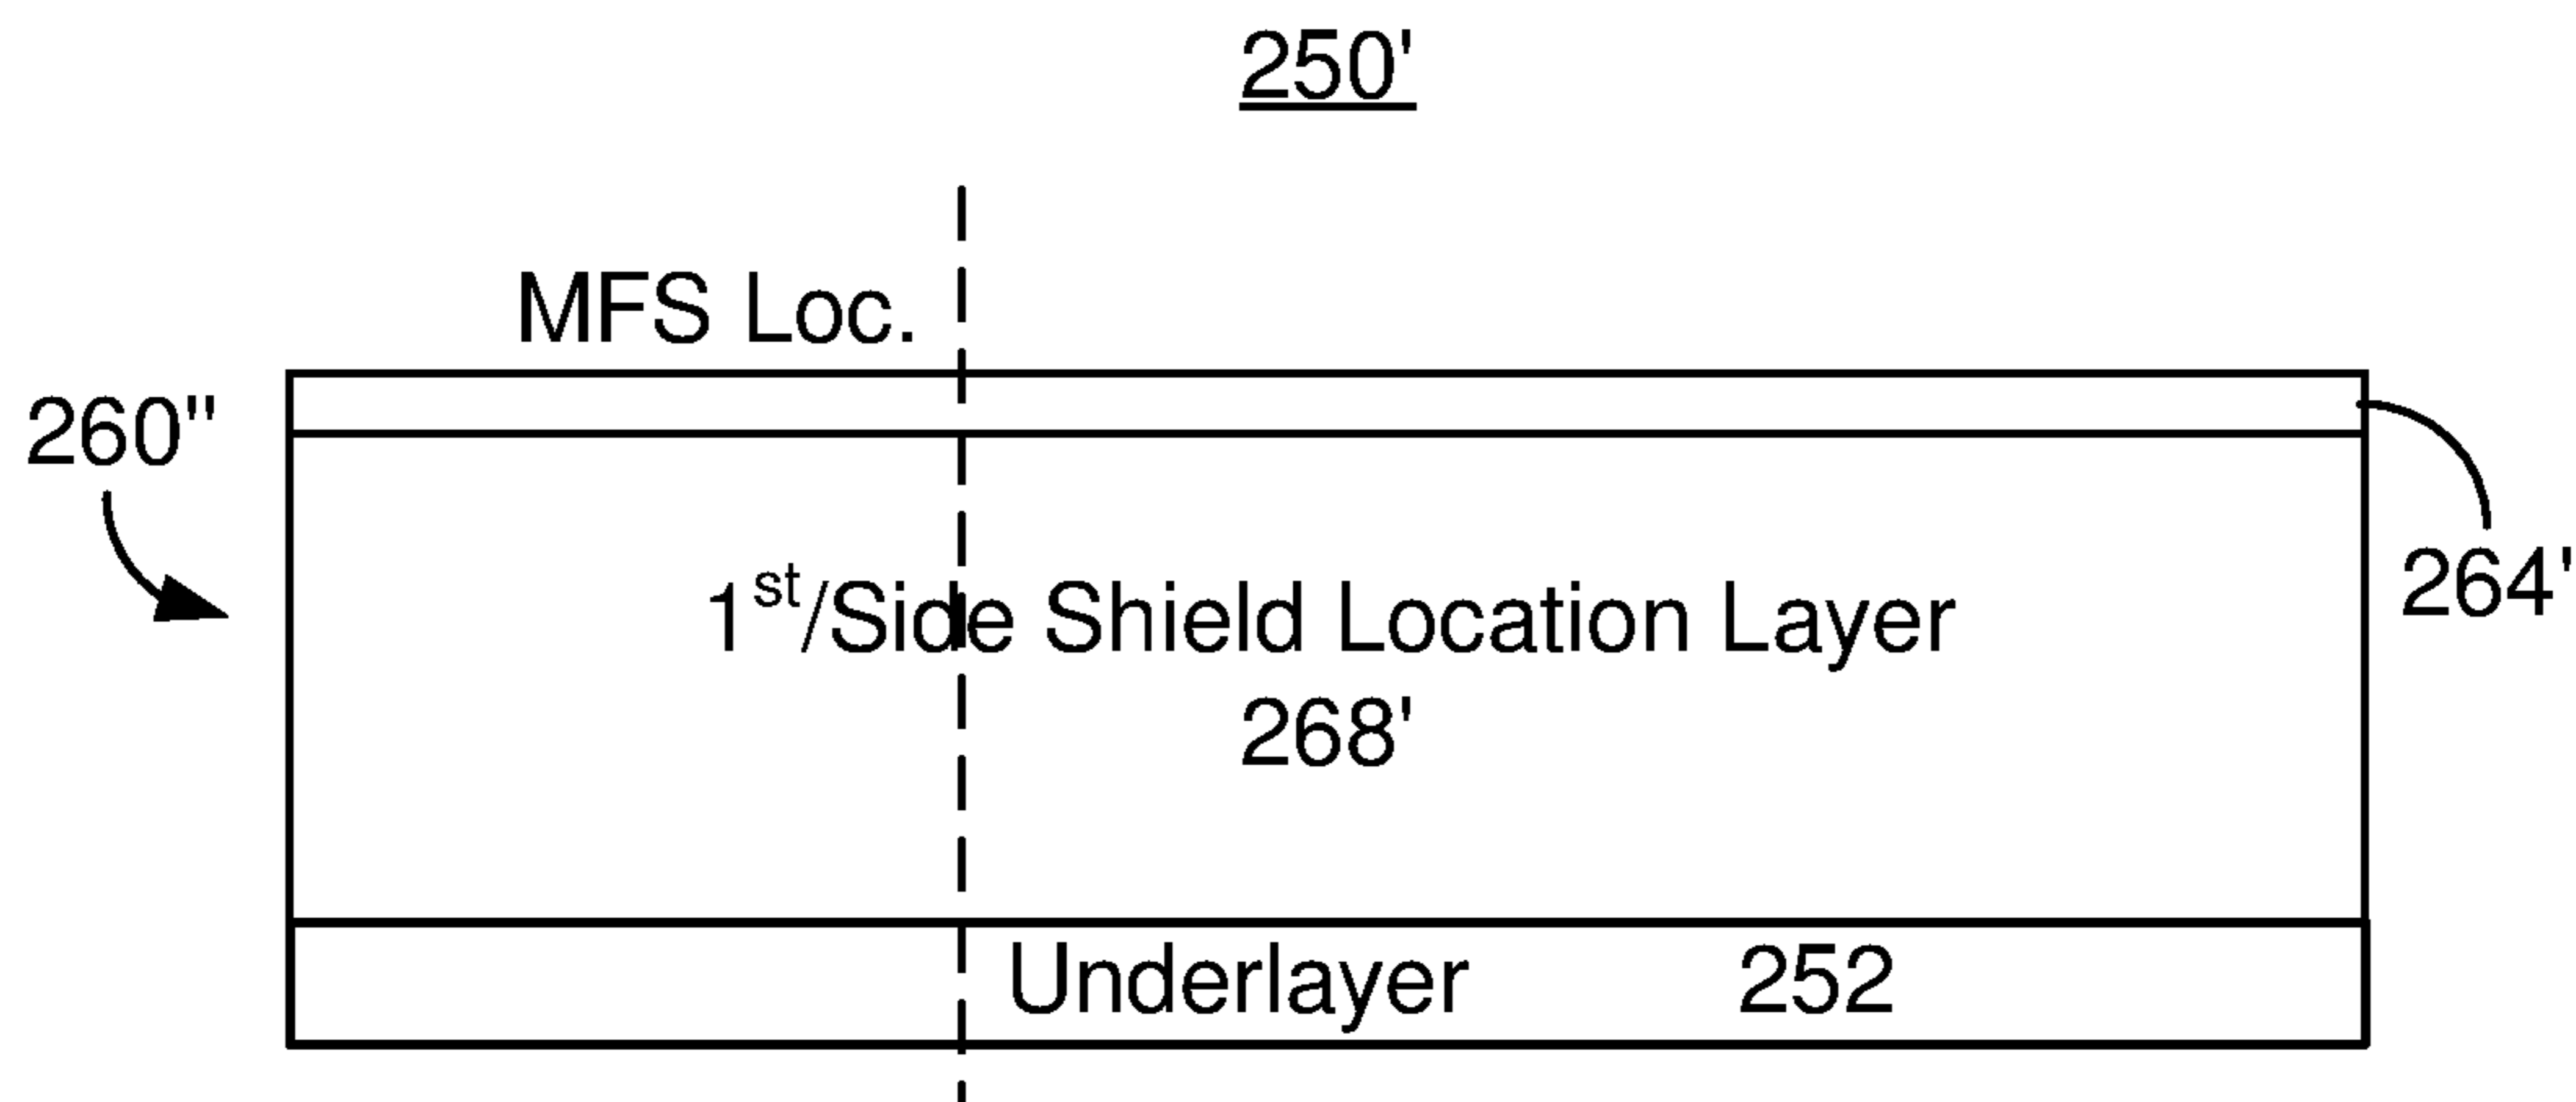 250'
MFS Loc.
260"
1st/Side Shield Location Layer
264'
268'
Underlayer 252